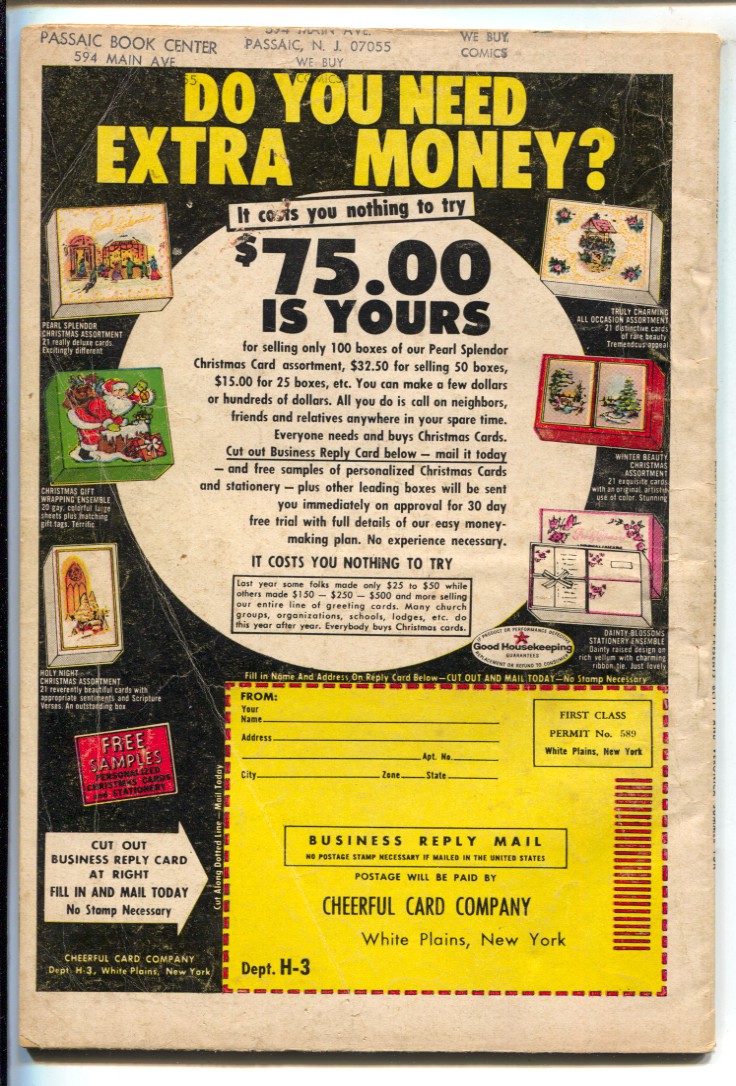 PASSAIC BOOK CENTER
594 MAIN AVE
55
594 MAIN AVE.
PASSAIC, N. J. 07055
WE BUY
COMICS
WE BUY
COMICS
DO YOU NEED
EXTRA MONEY?
It costs you nothing to try
$75.00
IS YOURS
for selling only 100 boxes of our Pearl Splendor
Christmas Card assortment, $32.50 for selling 50 boxes,
$15.00 for 25 boxes, etc. You can make a few dollars
or hundreds of dollars. All you do is call on neighbors,
friends and relatives anywhere in your spare time.
Everyone needs and buys Christmas Cards.
Cut out Business Reply Card below — mail it today
— and free samples of personalized Christmas Cards
and stationery — plus other leading boxes will be sent
you immediately on approval for 30 day
free trial with full details of our easy money-
making plan. No experience necessary.
IT COSTS YOU NOTHING TO TRY
Last year some folks made only $25 to $50 while
others made $150 — $250 — $500 and more selling
our entire line of greeting cards. Many church
groups, organizations, schools, lodges, etc. do
this year after year. Everybody buys Christmas cards.
PEARL SPLENDOR
CHRISTMAS ASSORTMENT
21 really deluxe cards
Excitingly different
CHRISTMAS GIFT
WRAPPING ENSEMBLE
20 gay, colorful large
sheets plus matching
gift tags. Terrific
HOLY NIGHT
CHRISTMAS ASSORTMENT
21 reverently beautiful cards with
appropriate sentiments and Scripture
Verses. An outstanding box
TRULY CHARMING
ALL OCCASION ASSORTMENT
21 distinctive cards
of rare beauty
Tremendous appeal
WINTER BEAUTY
CHRISTMAS
ASSORTMENT
21 exquisite cards
with an original, artistic
use of color. Stunning
DAINTY BLOSSOMS
STATIONERY ENSEMBLE
Dainty raised design on
rich vellum with charming
ribbon tie. Just lovely
Good Housekeeping
GUARANTEES
REPLACEMENT OR REFUND TO CONSUMER
Fill in Name And Address On Reply Card Below—CUT OUT AND MAIL TODAY—No Stamp Necessary
FREE
SAMPLES
PERSONALIZED
CHRISTMAS CARDS
and STATIONERY
CUT OUT
BUSINESS REPLY CARD
AT RIGHT
FILL IN AND MAIL TODAY
No Stamp Necessary
CHEERFUL CARD COMPANY
Dept. H-3, White Plains, New York
Cut Along Dotted Line — Mail Today
FROM:
Your
Name
Address
Apt. No.
City Zone State
FIRST CLASS
PERMIT No. 589
White Plains, New York
BUSINESS REPLY MAIL
NO POSTAGE STAMP NECESSARY IF MAILED IN THE UNITED STATES
POSTAGE WILL BE PAID BY
CHEERFUL CARD COMPANY
White Plains, New York
Dept. H-3